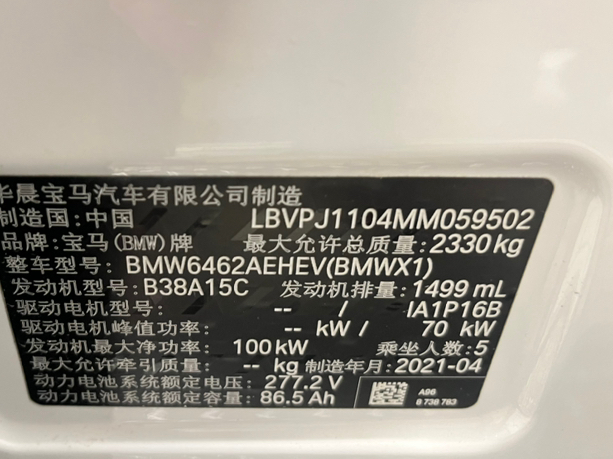 华晨宝马汽车有限公司制造
制造国: 中国 LBVPJ1104MM059502
品牌: 宝马(BMW)牌 最大允许总质量: 2330kg
整车型号: BMW6462AEHEV(BMWX1)
发动机型号: B38A15C 发动机排量: 1499 mL
驱动电机型号: -- / IA1P16B
驱动电机峰值功率: -- kW / 70 kW
发动机最大净功率: 100kW 乘坐人数: 5
最大允许牵引质量: -- kg 制造年月: 2021-04
动力电池系统额定电压: 277.2 V
动力电池系统额定容量: 86.5 Ah
A96
8 738 763